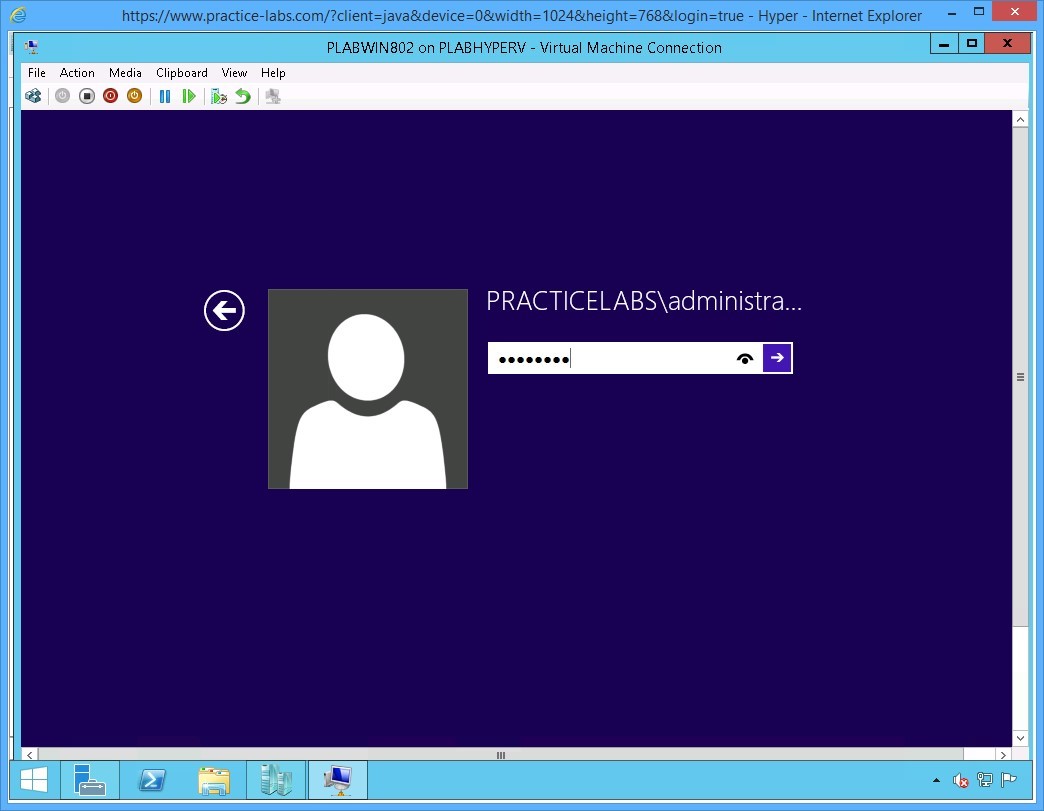 https://www.practice-labs.com/?client=java&device=0&width=1024&height=768&login=true - Hyper - Internet Explorer
PLABWIN802 on PLABHYPERV - Virtual Machine Connection
File Action Media Clipboard View Help
PRACTICELABS\administra...